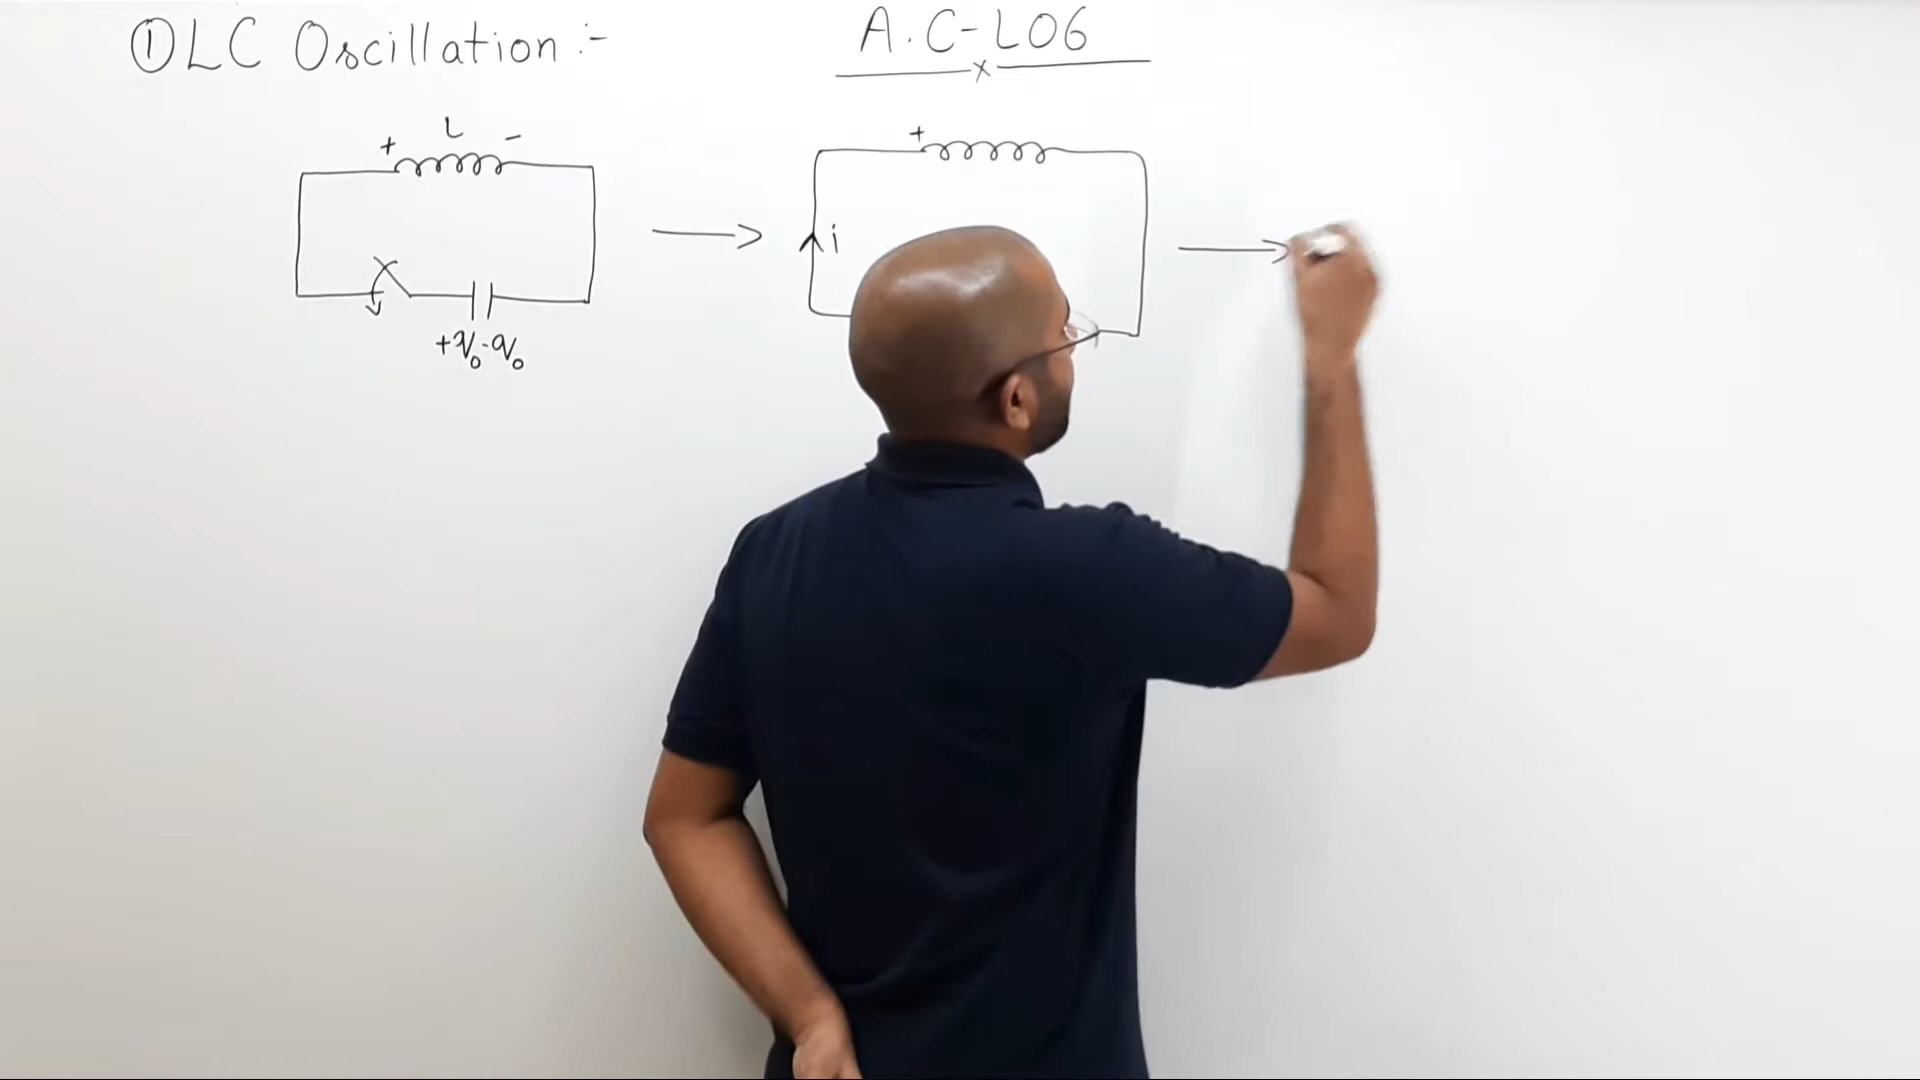 ① LC Oscillation :-
A.C-L06
x
L
+ -
+q₀ -q₀
+
i